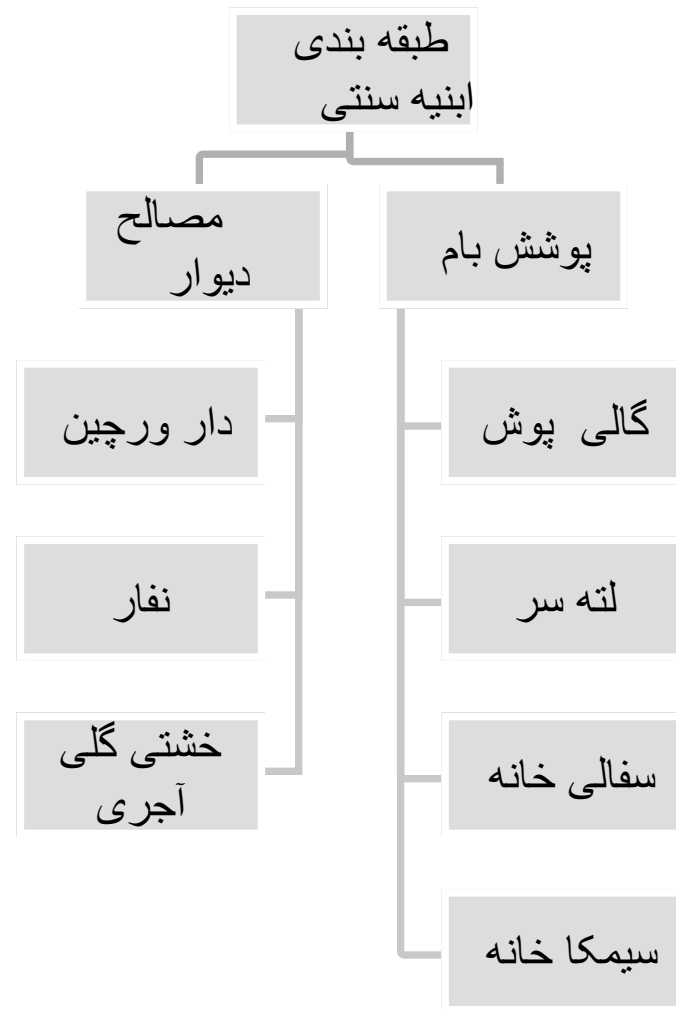 طبقه بندی
ابنیه سنتی
پوشش بام
مصالح
دیوار
گالی پوش
دار ورچین
لته سر
نفار
سفالی خانه
خشتی گلی
آجری
سیمکا خانه